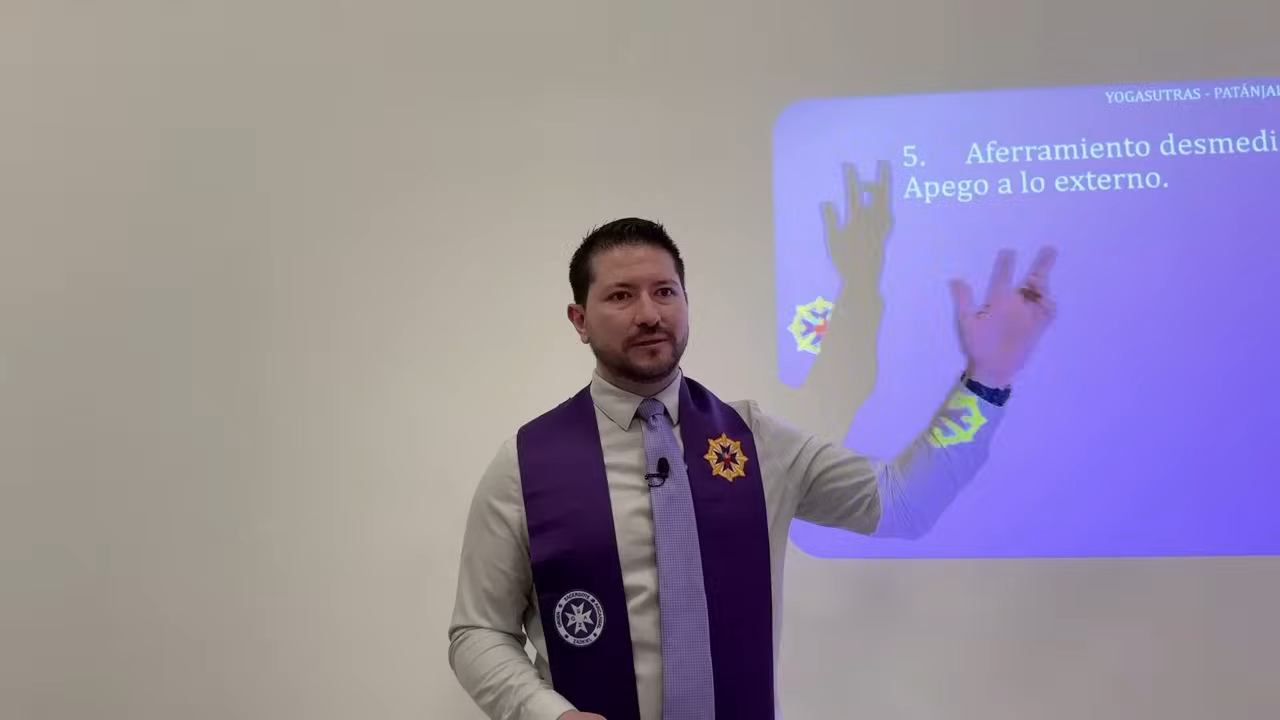 YOGASUTRAS - PATÁNJAL
5. Aferramiento desmedi
Apego a lo externo.